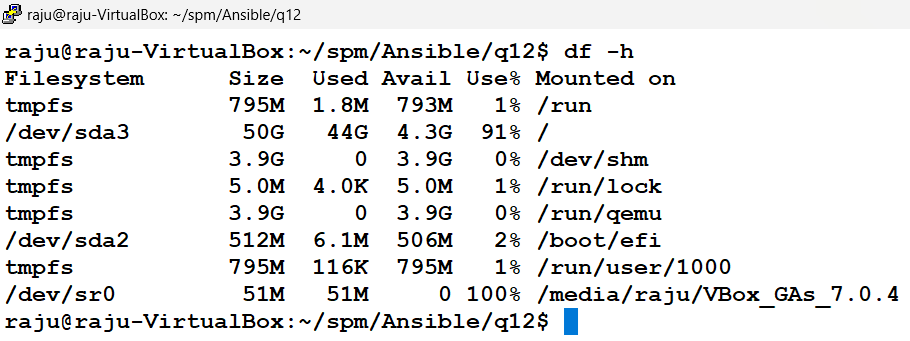 raju@raju-VirtualBox: ~/spm/Ansible/q12
raju@raju-VirtualBox:~/spm/Ansible/q12$ df -h
Filesystem      Size  Used Avail Use% Mounted on
tmpfs           795M  1.8M  793M   1% /run
/dev/sda3        50G   44G  4.3G  91% /
tmpfs           3.9G     0  3.9G   0% /dev/shm
tmpfs           5.0M  4.0K  5.0M   1% /run/lock
tmpfs           3.9G     0  3.9G   0% /run/qemu
/dev/sda2       512M  6.1M  506M   2% /boot/efi
tmpfs           795M  116K  795M   1% /run/user/1000
/dev/sr0         51M   51M     0 100% /media/raju/VBox_GAs_7.0.4
raju@raju-VirtualBox:~/spm/Ansible/q12$